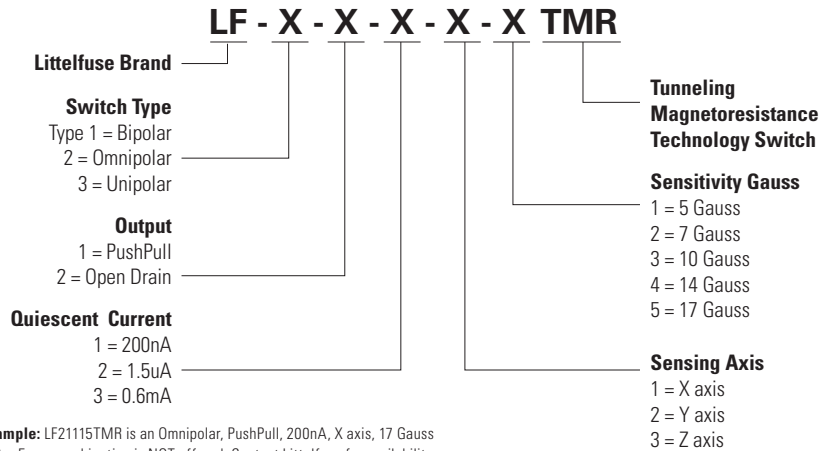 LF - X - X - X - X - X TMR
Littelfuse Brand
Switch Type
Type 1 = Bipolar
2 = Omnipolar
3 = Unipolar
Output
1 = PushPull
2 = Open Drain
Quiescent Current
1 = 200nA
2 = 1.5uA
3 = 0.6mA
Tunneling
Magnetoresistance
Technology Switch
Sensitivity Gauss
1 = 5 Gauss
2 = 7 Gauss
3 = 10 Gauss
4 = 14 Gauss
5 = 17 Gauss
Sensing Axis
1 = X axis
2 = Y axis
3 = Z axis
ample: LF21115TMR is an Omnipolar, PushPull, 200nA, X axis, 17 Gauss